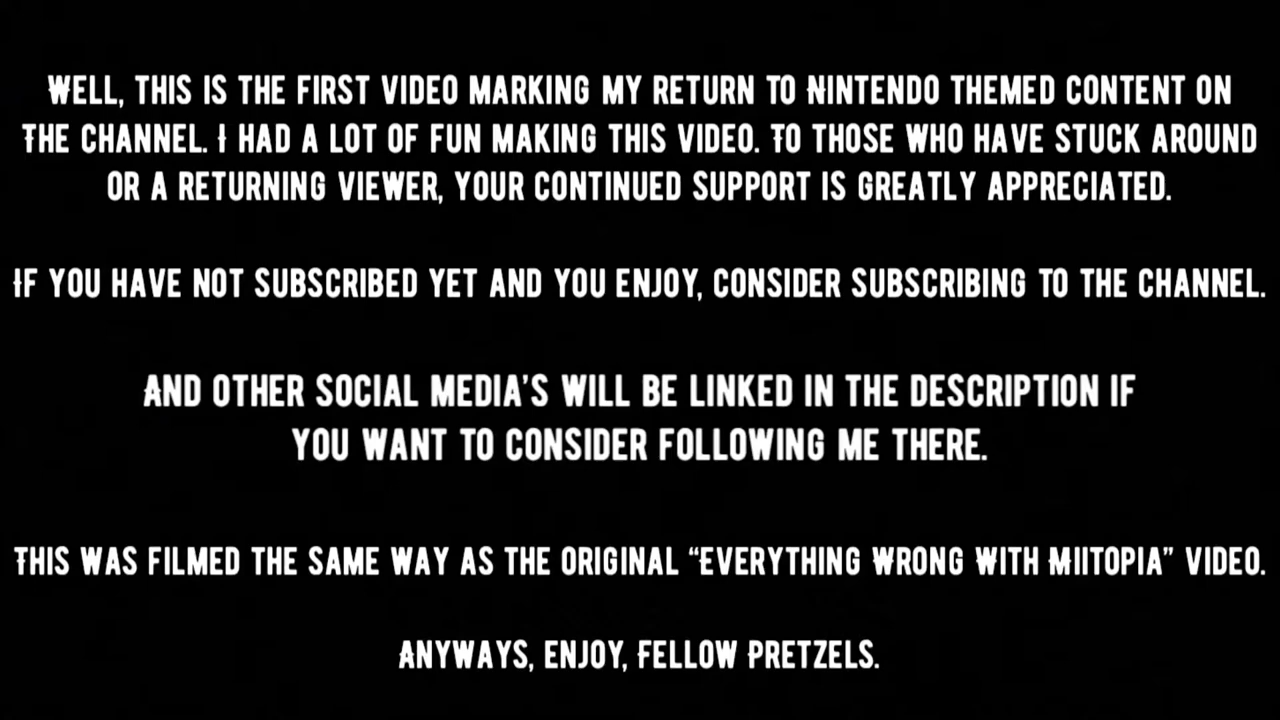 WELL, THIS IS THE FIRST VIDEO MARKING MY RETURN TO NINTENDO THEMED CONTENT ON
THE CHANNEL. I HAD A LOT OF FUN MAKING THIS VIDEO. TO THOSE WHO HAVE STUCK AROUND
OR A RETURNING VIEWER, YOUR CONTINUED SUPPORT IS GREATLY APPRECIATED.
IF YOU HAVE NOT SUBSCRIBED YET AND YOU ENJOY, CONSIDER SUBSCRIBING TO THE CHANNEL.
AND OTHER SOCIAL MEDIA'S WILL BE LINKED IN THE DESCRIPTION IF
YOU WANT TO CONSIDER FOLLOWING ME THERE.
THIS WAS FILMED THE SAME WAY AS THE ORIGINAL “EVERYTHING WRONG WITH MIITOPIA” VIDEO.
ANYWAYS, ENJOY, FELLOW PRETZELS.